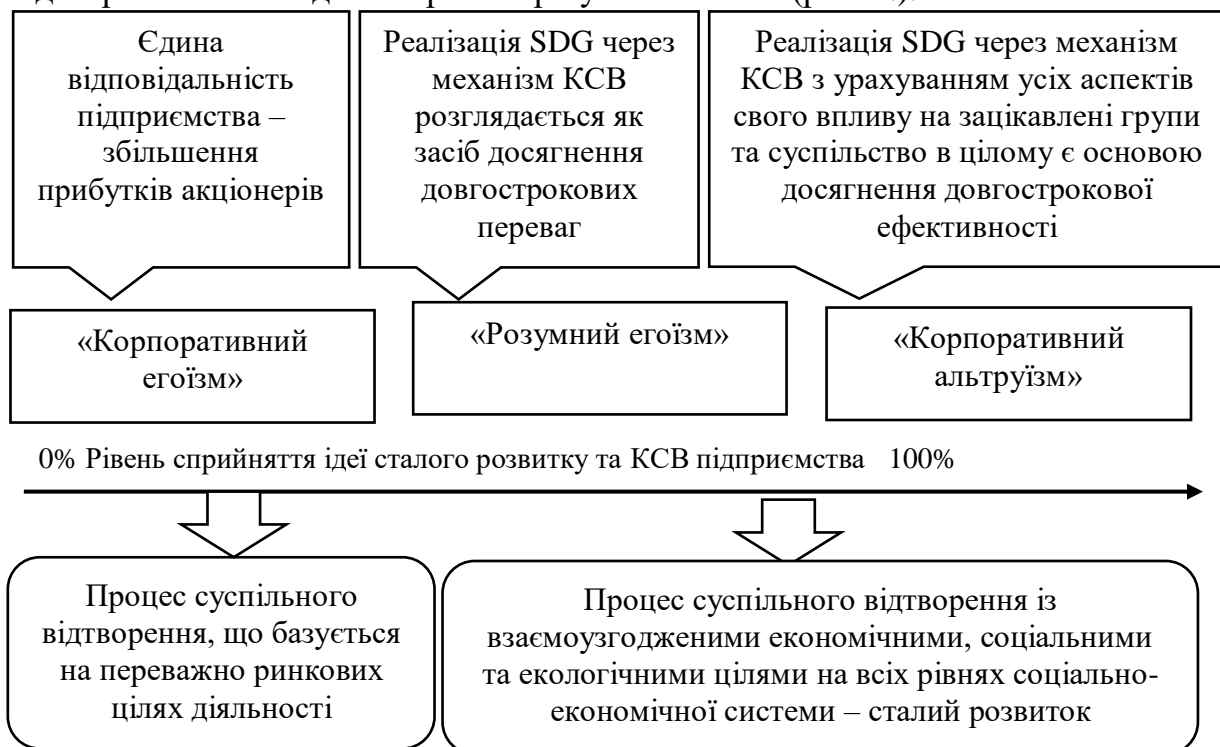 Єдина
відповідальність
підприємства –
збільшення
прибутків акціонерів
Реалізація SDG через
механізм КСВ
розглядається як
засіб досягнення
довгострокових
переваг
Реалізація SDG через механізм
КСВ з урахуванням усіх аспектів
свого впливу на зацікавлені групи
та суспільство в цілому є основою
досягнення довгострокової
ефективності
«Корпоративний
егоїзм»
«Розумний егоїзм»
«Корпоративний
альтруїзм»
0% Рівень сприйняття ідеї сталого розвитку та КСВ підприємства 100%
Процес суспільного
відтворення, що базується
на переважно ринкових
цілях діяльності
Процес суспільного відтворення із
взаємоузгодженими економічними, соціальними
та екологічними цілями на всіх рівнях соціально-
економічної системи – сталий розвиток